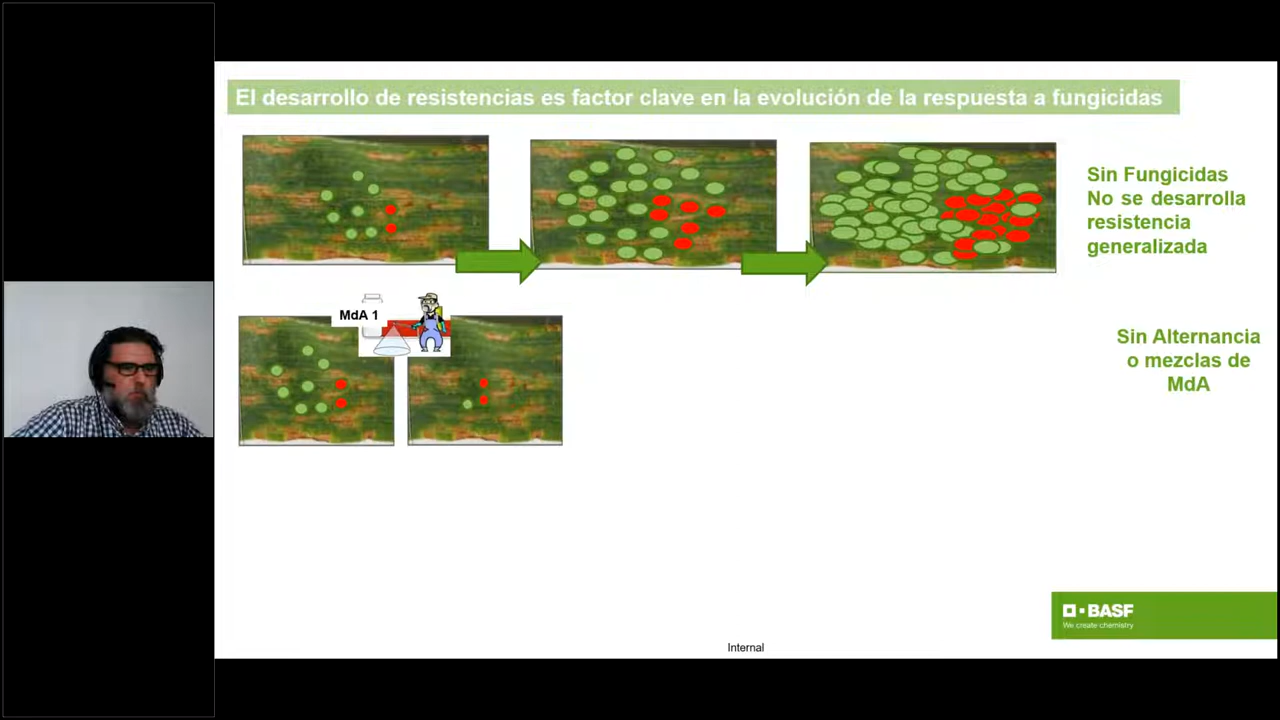 El desarrollo de resistencias es factor clave en la evolución de la respuesta a fungicidas
Sin Fungicidas
No se desarrolla
resistencia
generalizada
MdA 1
Sin Alternancia
o mezclas de
MdA
BASF
We create chemistry
Internal